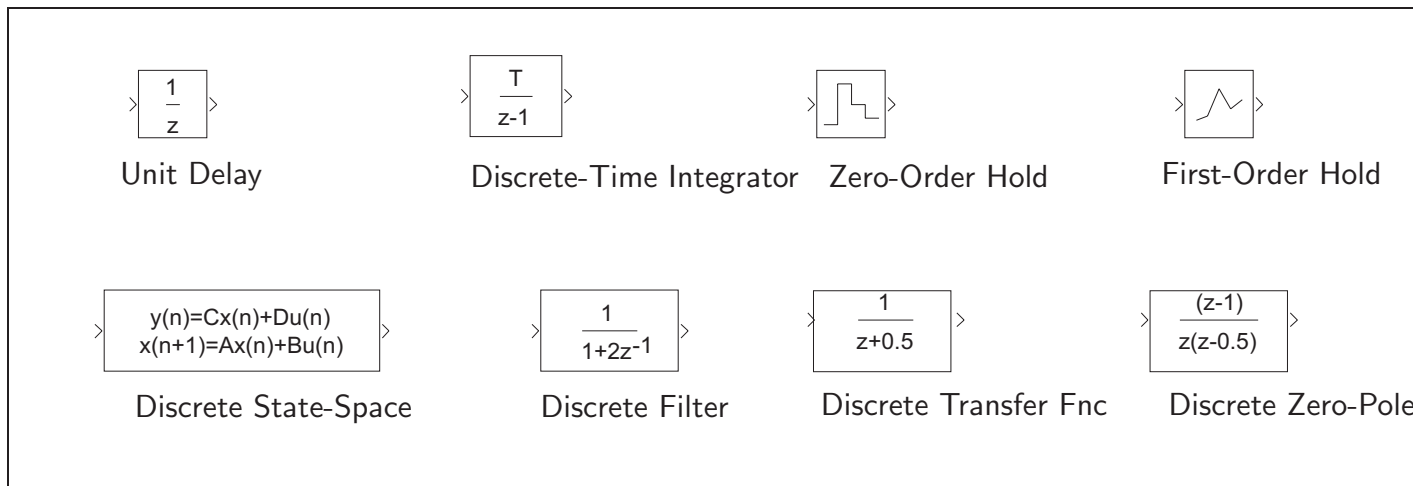 1
z
Unit Delay
T
z-1
Discrete-Time Integrator
Zero-Order Hold
First-Order Hold
y(n)=Cx(n)+Du(n)
x(n+1)=Ax(n)+Bu(n)
Discrete State-Space
1
1+2z-1
Discrete Filter
1
z+0.5
Discrete Transfer Fnc
(z-1)
z(z-0.5)
Discrete Zero-Pole